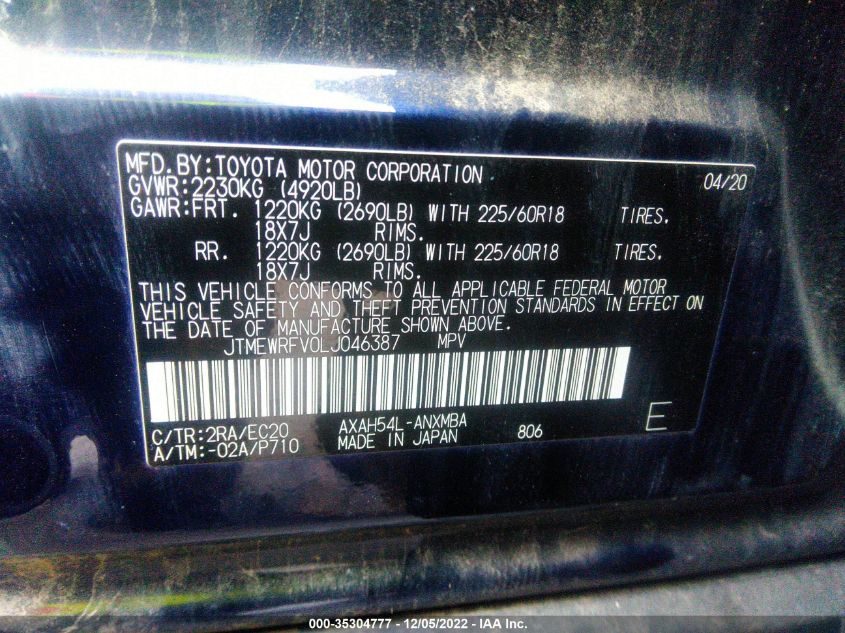 MFD.BY:TOYOTA MOTOR CORPORATION 04/20
GVWR:2230KG (4920LB)
GAWR:FRT. 1220KG (2690LB) WITH 225/60R18 TIRES.
18X7J RIMS.
RR. 1220KG (2690LB) WITH 225/60R18 TIRES.
18X7J RIMS.
THIS VEHICLE CONFORMS TO ALL APPLICABLE FEDERAL MOTOR
VEHICLE SAFETY AND THEFT PREVENTION STANDARDS IN EFFECT ON
THE DATE OF MANUFACTURE SHOWN ABOVE.
JTMEWRFV0LJ046387 MPV
C/TR:2RA/EC20 AXAH54L-ANXMBA
A/TM:-02A/P710 MADE IN JAPAN 806 E
000-35304777 - 12/05/2022 - IAA Inc.